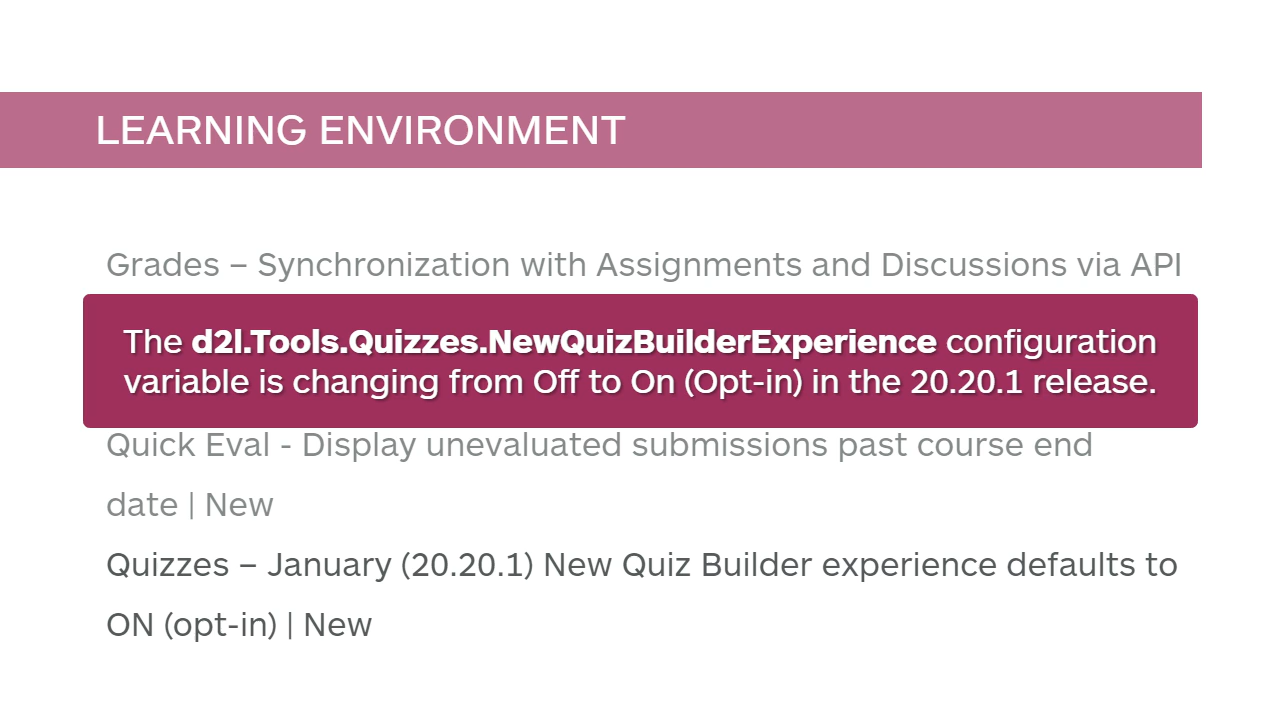 LEARNING ENVIRONMENT
Grades – Synchronization with Assignments and Discussions via API
The d2l.Tools.Quizzes.NewQuizBuilderExperience configuration
variable is changing from Off to On (Opt-in) in the 20.20.1 release.
Quick Eval - Display unevaluated submissions past course end
date | New
Quizzes – January (20.20.1) New Quiz Builder experience defaults to
ON (opt-in) | New